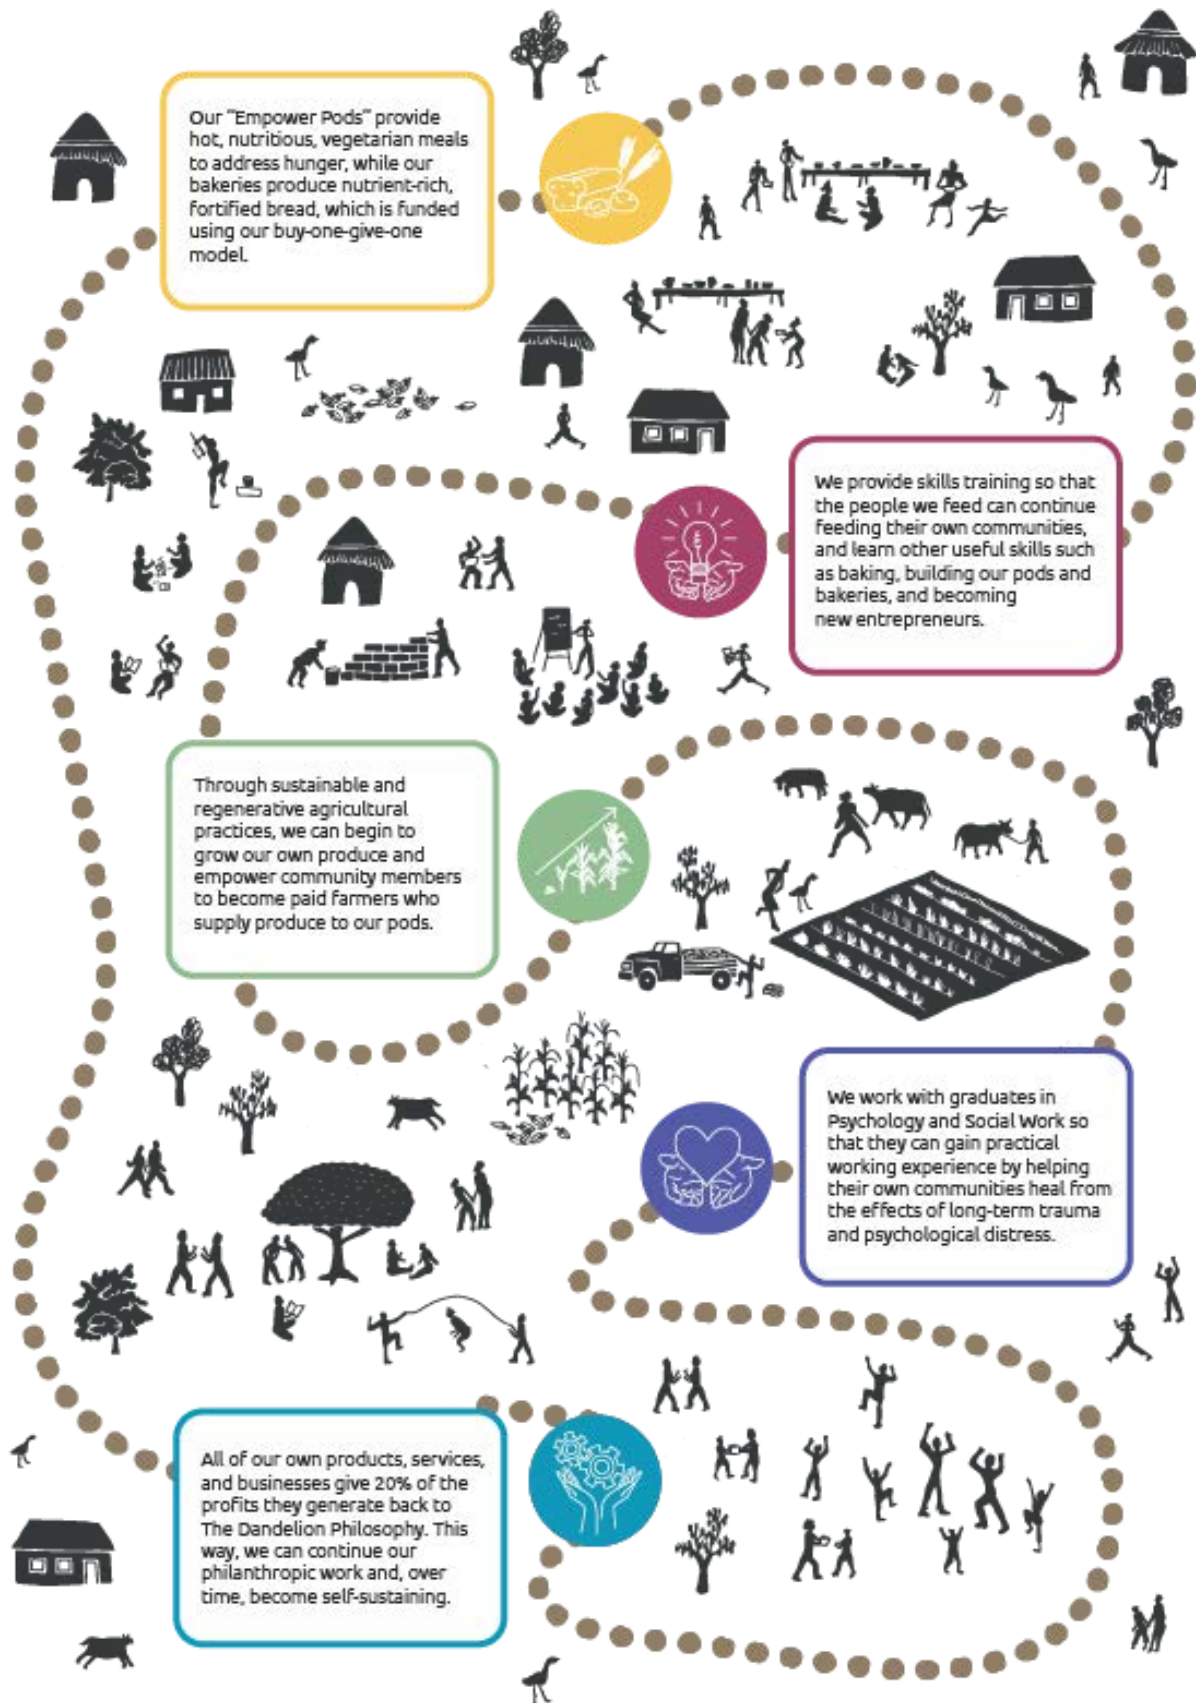 Our "Empower Pods" provide
hot, nutritious, vegetarian meals
to address hunger, while our
bakeries produce nutrient-rich,
fortified bread, which is funded
using our buy-one-give-one
model.
We provide skills training so that
the people we feed can continue
feeding their own communities,
and learn other useful skills such
as baking, building our pods and
bakeries, and becoming
new entrepreneurs.
Through sustainable and
regenerative agricultural
practices, we can begin to
grow our own produce and
empower community members
to become paid farmers who
supply produce to our pods.
We work with graduates in
Psychology and Social Work so
that they can gain practical
working experience by helping
their own communities heal from
the effects of long-term trauma
and psychological distress.
All of our own products, services,
and businesses give 20% of the
profits they generate back to
The Dandelion Philosophy. This
way, we can continue our
philanthropic work and, over
time, become self-sustaining.